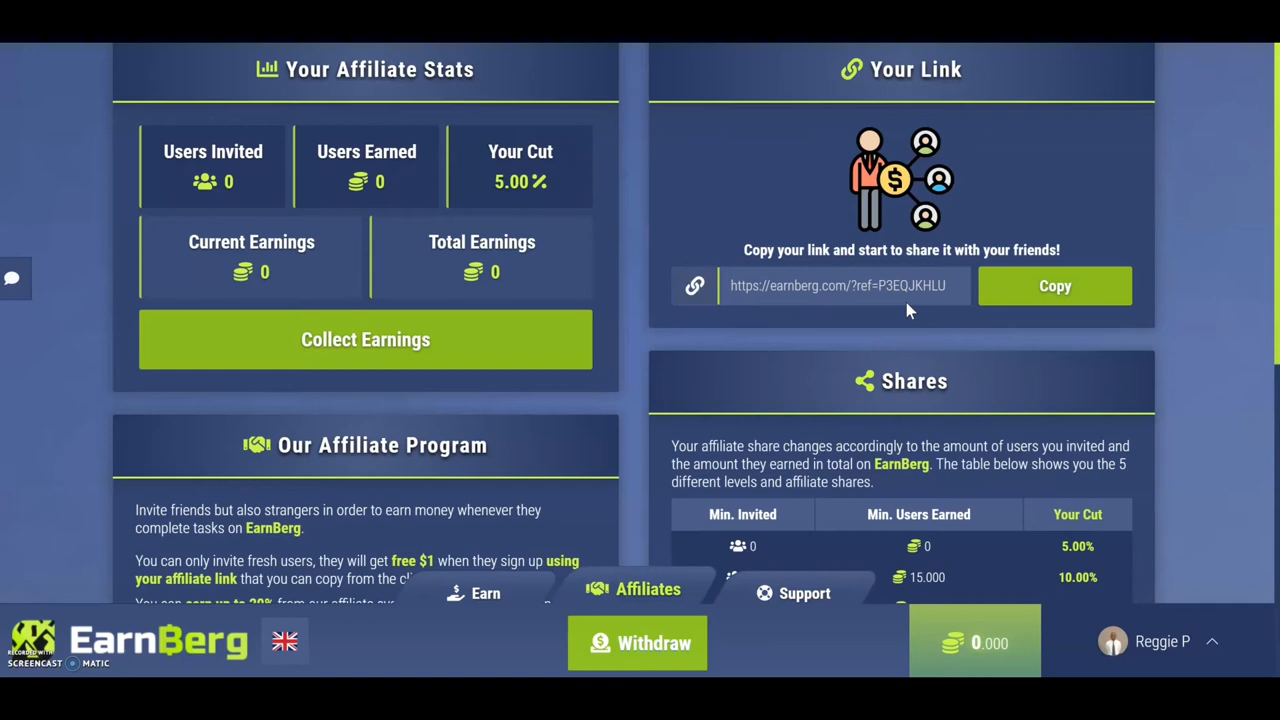 Your Affiliate Stats
Users Invited
0
Users Earned
0
Your Cut
5.00%
Current Earnings
0
Total Earnings
0
Collect Earnings
Our Affiliate Program
Invite friends but also strangers in order to earn money whenever they
complete tasks on EarnBerg.
You can only invite fresh users, they will get free $1 when they sign up using
your affiliate link that you can copy from the
Your Link
$
Copy your link and start to share it with your friends!
https://earnberg.com/?ref=P3EQJKHLU
Copy
Shares
Your affiliate share changes accordingly to the amount of users you invited and
the amount they earned in total on EarnBerg. The table below shows you the 5
different levels and affiliate shares.
Min. Invited Min. Users Earned Your Cut
0 0 5.00%
15.000 10.00%
Earn
Affiliates
Support
RECORDED WITH
SCREENCAST MATIC
EarnBerg
Withdraw
0.000
Reggie P